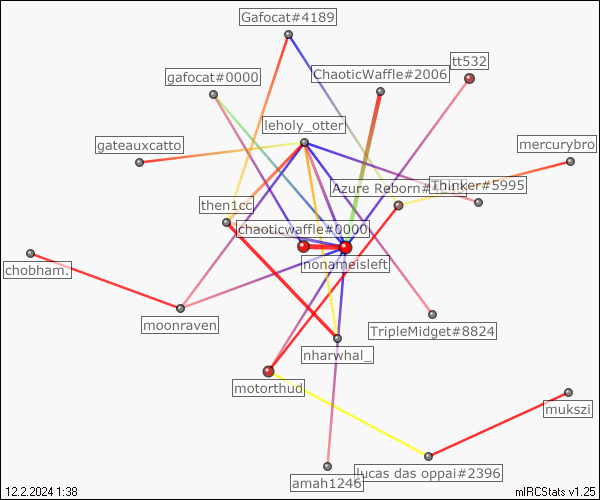 Gafocat#4189
tt532
ChaoticWaffle#2006
gafocat#0000
leholy_otter
gateauxcatto
mercurybro
Azure Reborn#
Thinker#5995
then1cc
chaoticwaffle#0000
nonameisleft
chobham.
moonraven
TripleMidget#8824
nharwhal_
motorthud
mukszi
lucas das oppai#2396
amah1246
12.2.2024 1:38
mIRCStats v1.25